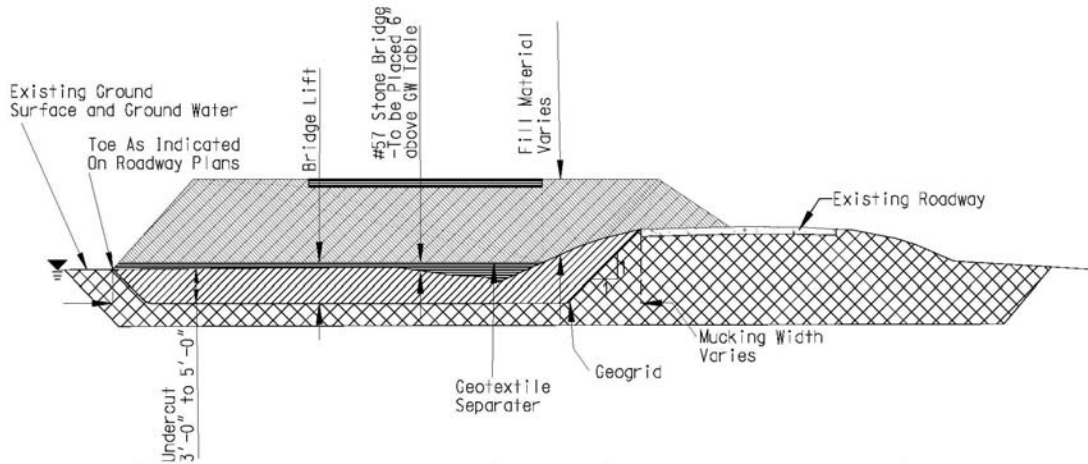 Existing Ground
Surface and Ground Water
Toe As Indicated
On Roadway Plans
Bridge Lift
#57 Stone Bridge
-To be Placed 6"
above GW Table
Fill Material
Varies
Existing Roadway
Mucking Width
Varies
Geogrid
Geotextile
Separater
Undercut
3'-0" to 5'-0"